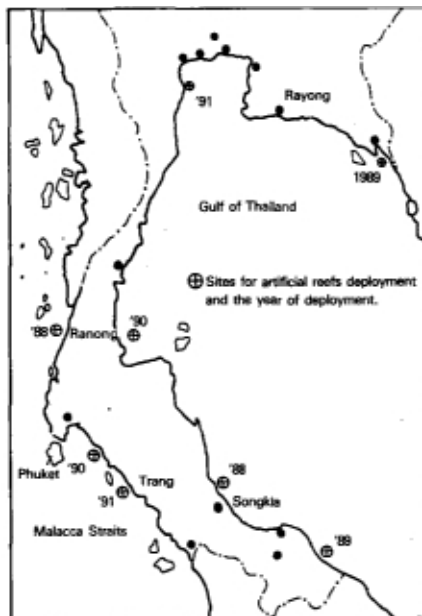 '91
Rayong
1989
Gulf of Thailand
Sites for artificial reefs deployment
and the year of deployment.
'88
Ranong
'90
Phuket
'90
Trang
'91
'88
Songkla
Malacca Straits
'89